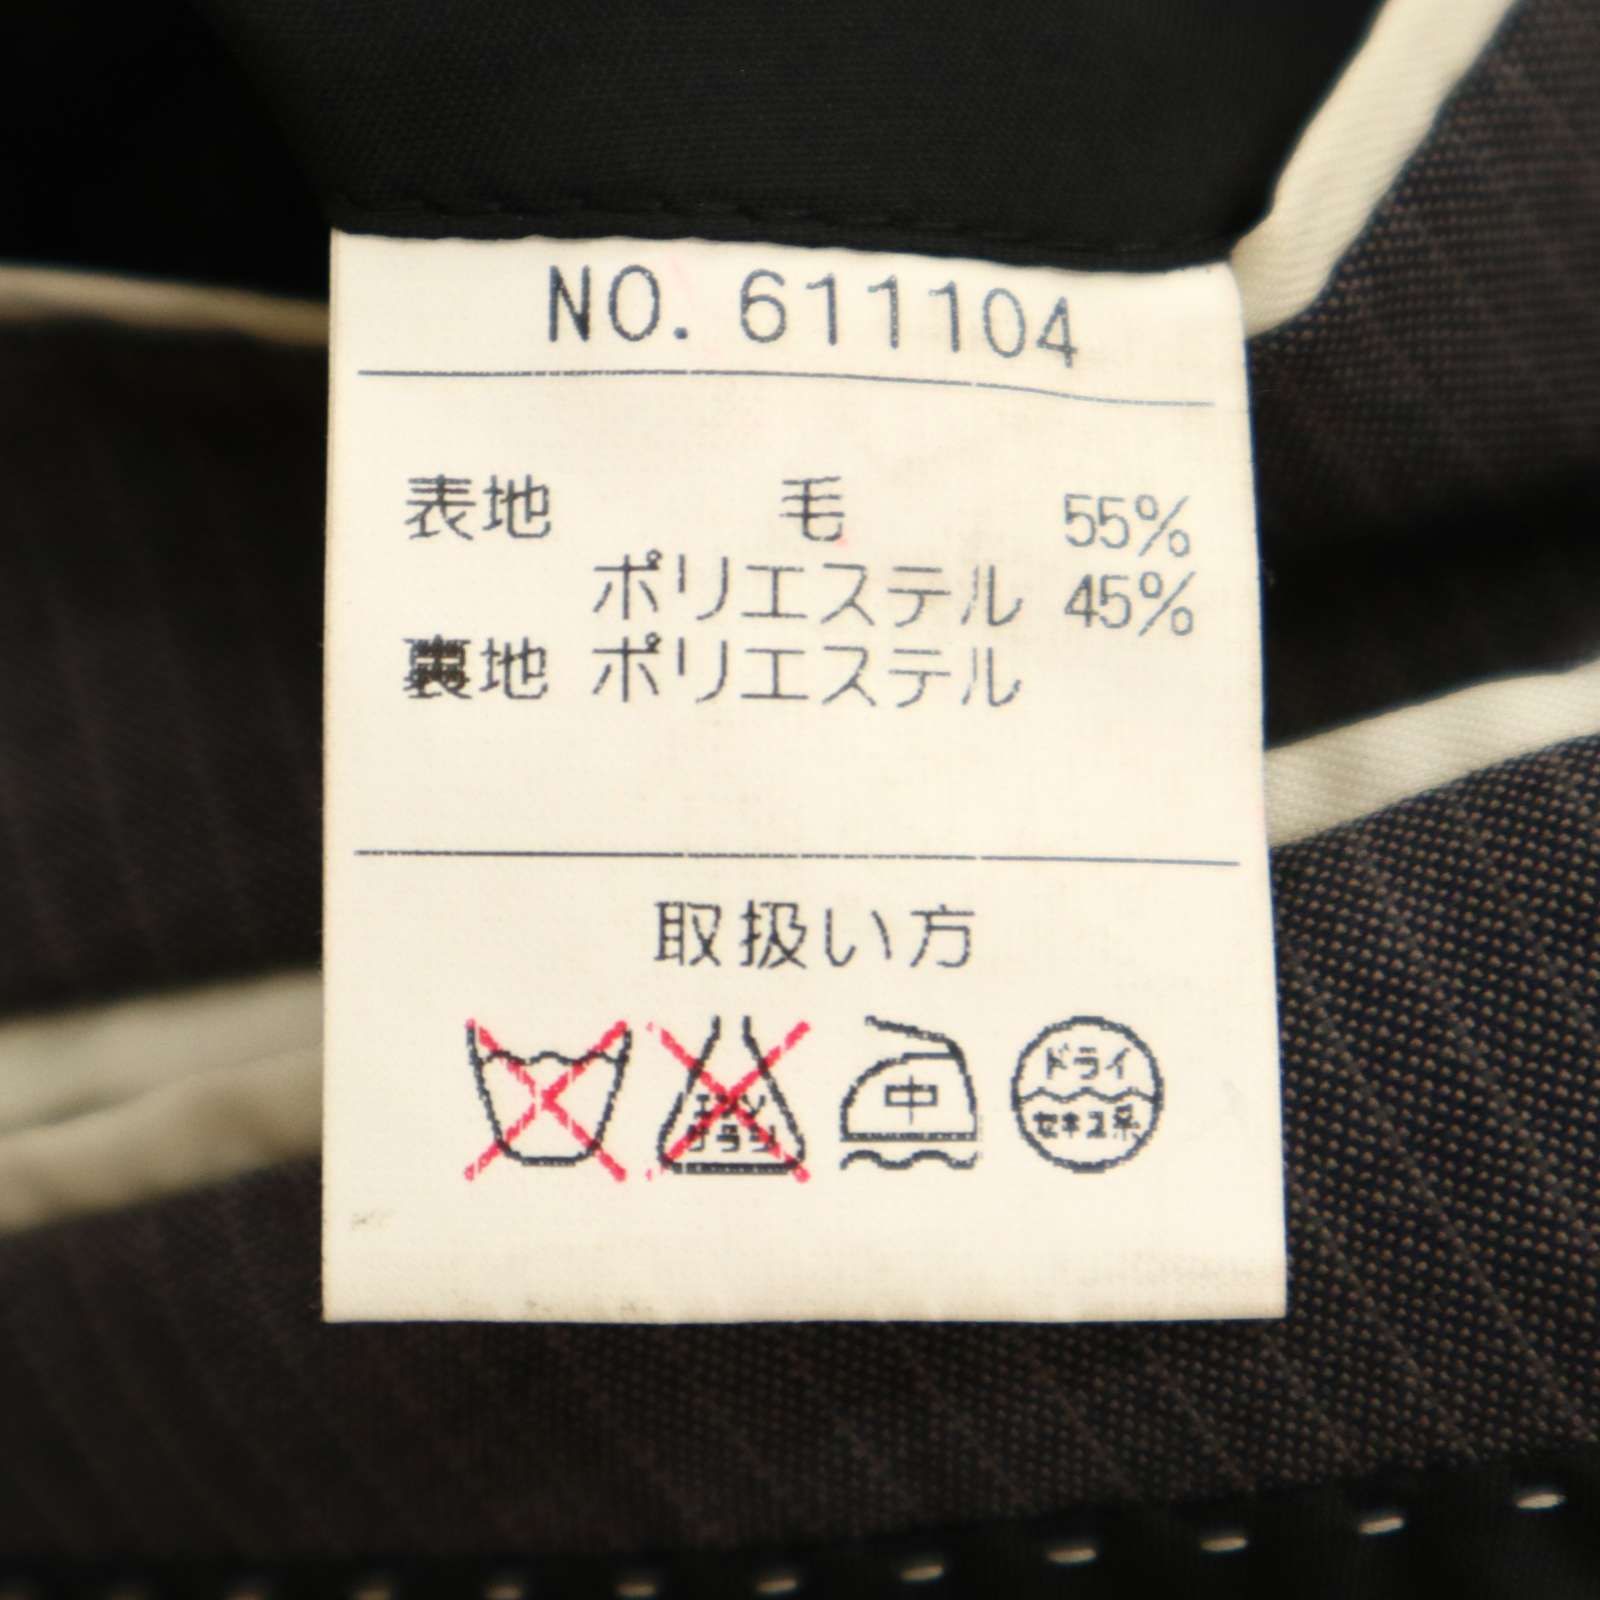 NO. 611104
表地 毛 55%
ポリエステル 45%
裏地 ポリエステル
取扱い方
エンソ サラシ 中 ドライ セキユ系